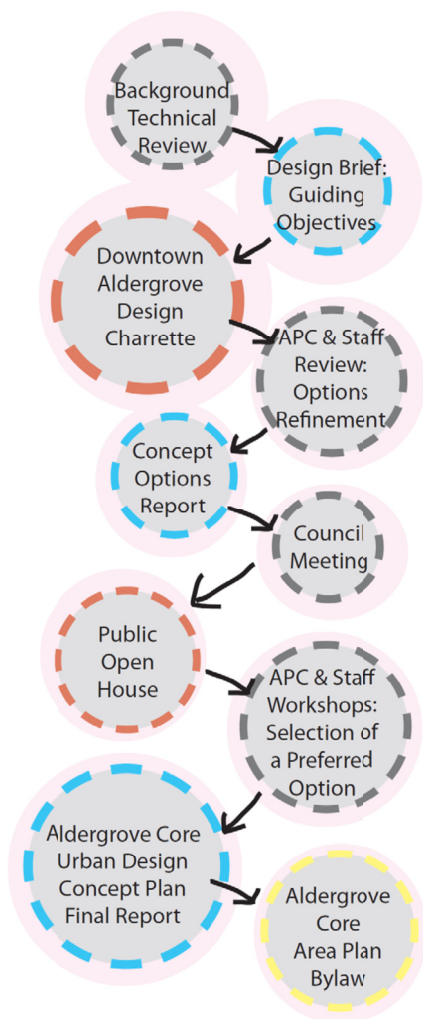 Background
Technical
Review
Design Brief:
Guiding
Objectives
Downtown
Aldergrove
Design
Charrette
APC & Staff
Review:
Options
Refinement
Concept
Options
Report
Council
Meeting
Public
Open
House
APC & Staff
Workshops:
Selection of
a Preferred
Option
Aldergrove Core
Urban Design
Concept Plan
Final Report
Aldergrove
Core
Area Plan
Bylaw